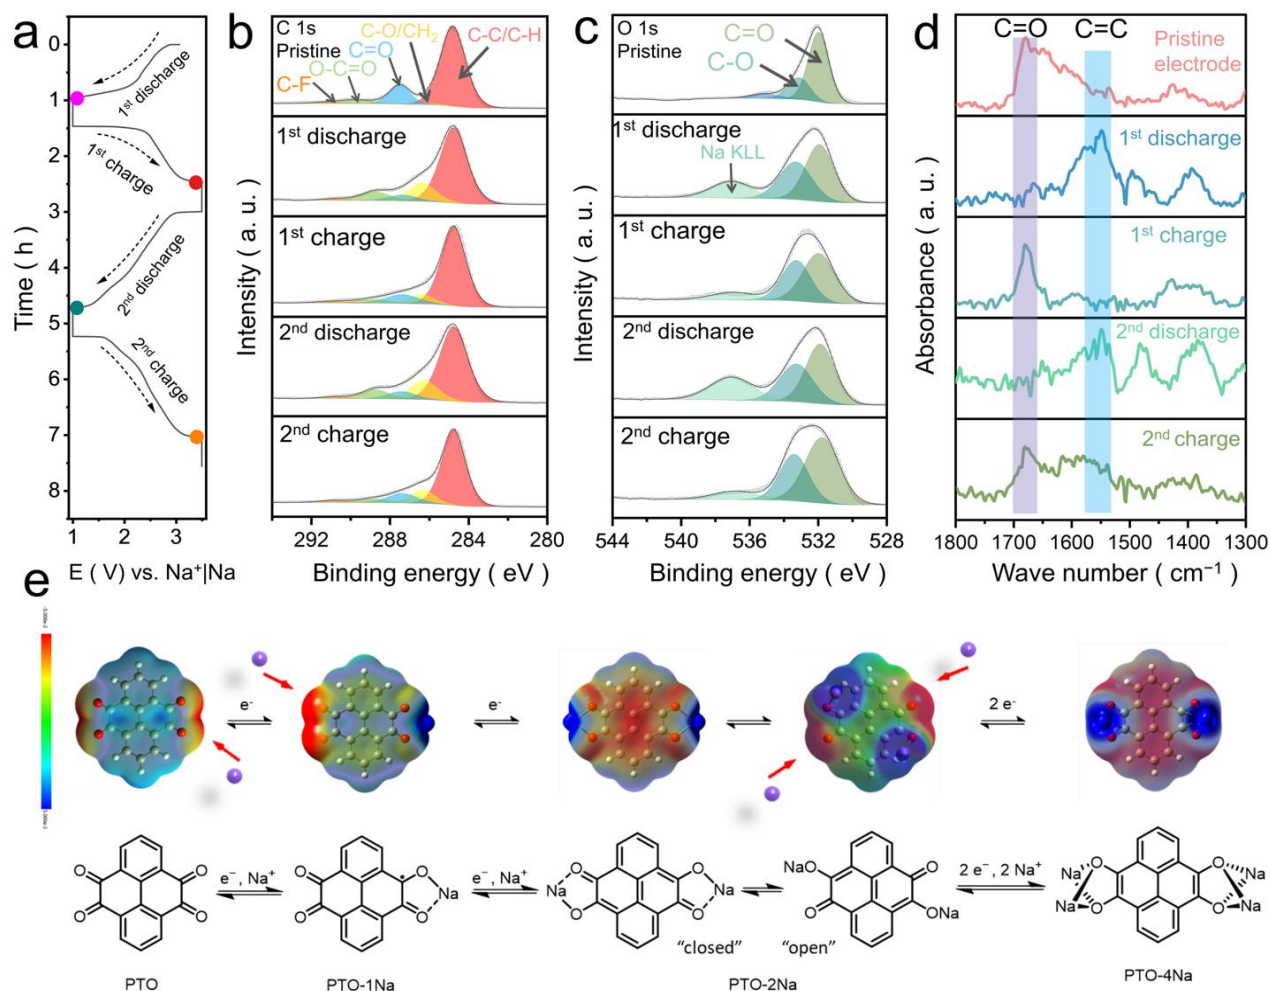 a
0
1
2
3
4
5
6
7
8
Time ( h )
1st discharge
1st charge
2nd discharge
2nd charge
1 2 3
E ( V) vs. Na⁺|Na
b
C 1s
Pristine
C-O/CH₂
C=O
O-C=O
C-F
C-C/C-H
1st discharge
1st charge
2nd discharge
2nd charge
Intensity ( a. u. )
292 288 284 280
Binding energy ( eV )
c
O 1s
Pristine
C=O
C-O
1st discharge
Na KLL
1st charge
2nd discharge
2nd charge
Intensity ( a. u. )
544 540 536 532 528
Binding energy ( eV )
d
C=O C=C
Pristine
electrode
1st discharge
1st charge
2nd discharge
2nd charge
Absorbance ( a. u. )
1800 1700 1600 1500 1400 1300
Wave number ( cm⁻¹ )
e
e⁻ e⁻ 2 e⁻
O O O O
e⁻, Na⁺
O O O O Na
e⁻, Na⁺
Na O O O O Na
NaO O O ONa
2 e⁻, 2 Na⁺
Na Na O O O O Na Na
"closed" "open"
PTO PTO-1Na PTO-2Na PTO-4Na